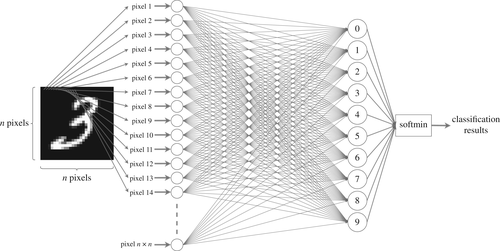 pixel 1
pixel 2
pixel 3
pixel 4
pixel 5
pixel 6
pixel 7
pixel 8
pixel 9
pixel 10
pixel 11
pixel 12
pixel 13
pixel 14
pixel n × n
n pixels
n pixels
0
1
2
3
4
5
6
7
8
9
softmin
classification
results